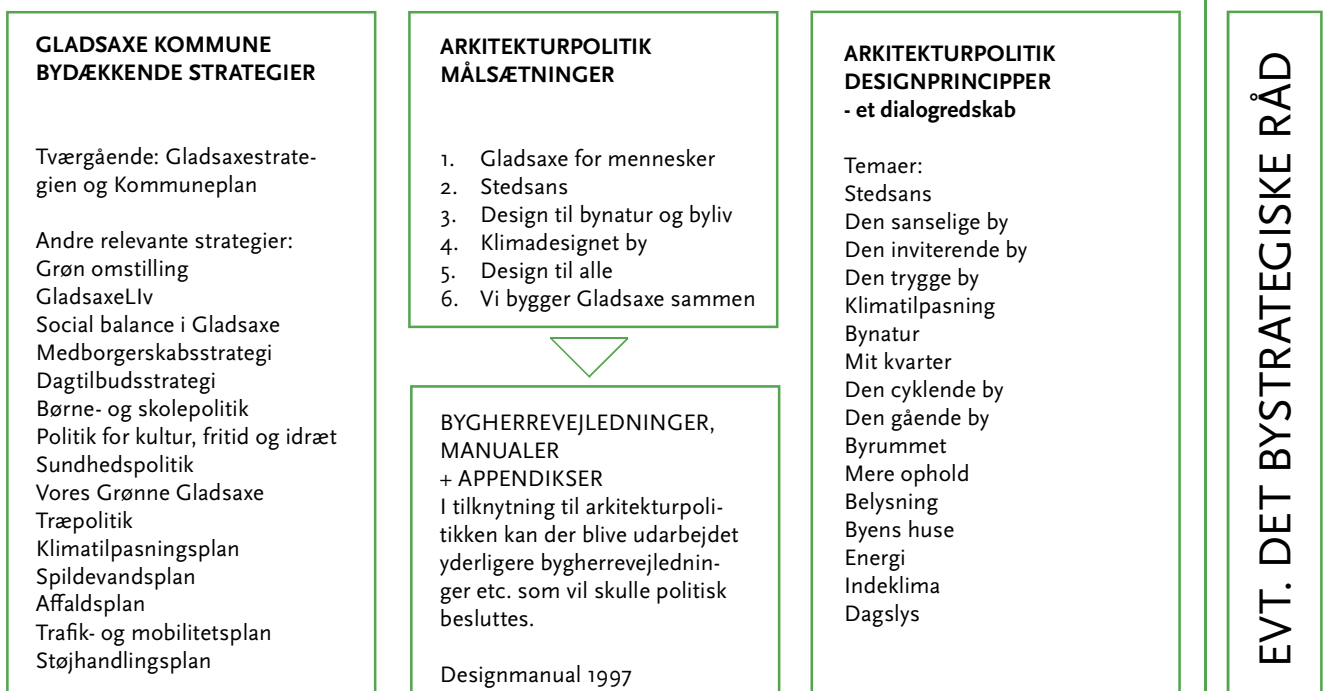 GLADSAXE KOMMUNE
BYDÆKKENDE STRATEGIER
Tværgående: Gladsaxestrate-
gien og Kommuneplan
Andre relevante strategier:
Grøn omstilling
GladsaxeLIv
Social balance i Gladsaxe
Medborgerskabsstrategi
Dagtilbudsstrategi
Børne- og skolepolitik
Politik for kultur, fritid og idræt
Sundhedspolitik
Vores Grønne Gladsaxe
Træpolitik
Klimatilpasningsplan
Spildevandsplan
Affaldsplan
Trafik- og mobilitetsplan
Støjhandlingsplan
ARKITEKTURPOLITIK
MÅLSÆTNINGER
1. Gladsaxe for mennesker
2. Stedsans
3. Design til bynatur og byliv
4. Klimadesignet by
5. Design til alle
6. Vi bygger Gladsaxe sammen
BYGHERREVEJLEDNINGER,
MANUALER
+ APPENDIKSER
I tilknytning til arkitekturpoli-
tikken kan der blive udarbejdet
yderligere bygherrevejlednin-
ger etc. som vil skulle politisk
besluttes.
Designmanual 1997
ARKITEKTURPOLITIK
DESIGNPRINCIPPER
- et dialogredskab
Temaer:
Stedsans
Den sanselige by
Den inviterende by
Den trygge by
Klimatilpasning
Bynatur
Mit kvarter
Den cyklende by
Den gående by
Byrummet
Mere ophold
Belysning
Byens huse
Energi
Indeklima
Dagslys
EVT. DET BYSTRATEGISKE RÅD